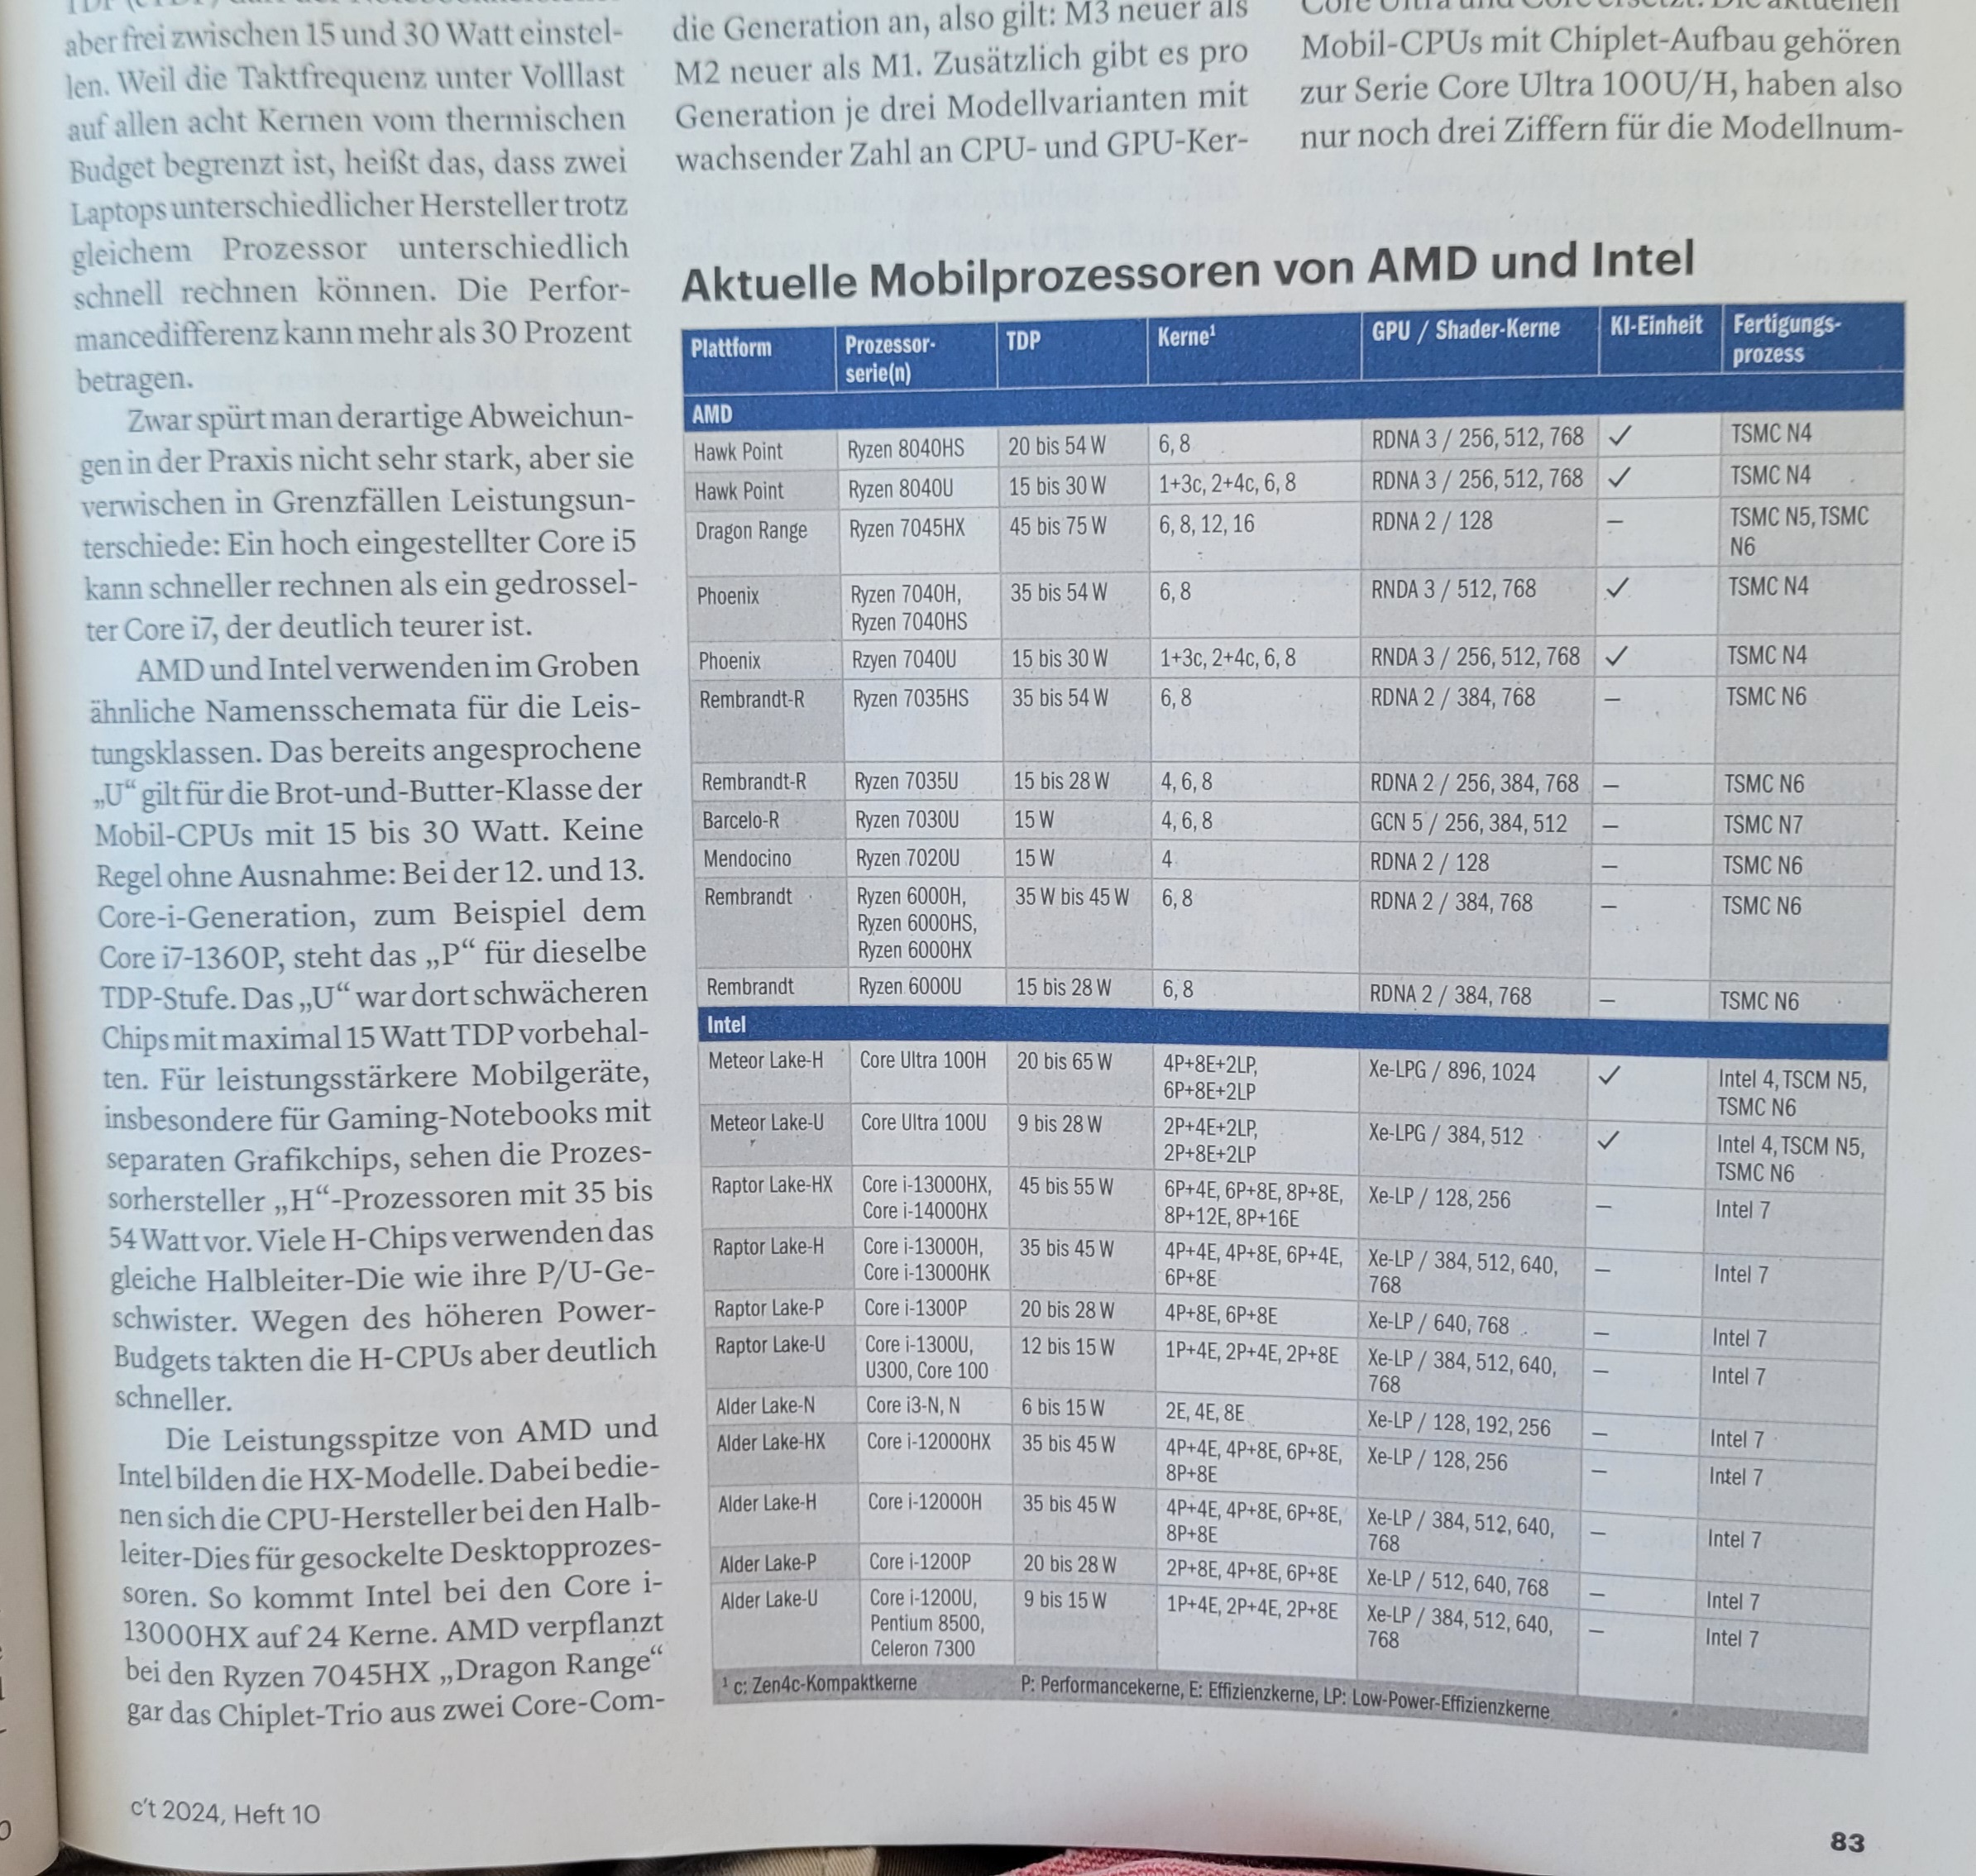 aber frei zwischen 15 und 30 Watt einstel-
len. Weil die Taktfrequenz unter Volllast
auf allen acht Kernen vom thermischen
Budget begrenzt ist, heißt das, dass zwei
Laptops unterschiedlicher Hersteller trotz
gleichem Prozessor unterschiedlich
schnell rechnen können. Die Perfor-
mancedifferenz kann mehr als 30 Prozent
betragen.
Zwar spürt man derartige Abweichun-
gen in der Praxis nicht sehr stark, aber sie
verwischen in Grenzfällen Leistungsun-
terschiede: Ein hoch eingestellter Core i5
kann schneller rechnen als ein gedrossel-
ter Core i7, der deutlich teurer ist.
AMD und Intel verwenden im Groben
ähnliche Namensschemata für die Leis-
tungsklassen. Das bereits angesprochene
„U“ gilt für die Brot-und-Butter-Klasse der
Mobil-CPUs mit 15 bis 30 Watt. Keine
Regel ohne Ausnahme: Bei der 12. und 13.
Core-i-Generation, zum Beispiel dem
Core i7-1360P, steht das „P“ für dieselbe
TDP-Stufe. Das „U“ war dort schwächeren
Chips mit maximal 15 Watt TDP vorbehal-
ten. Für leistungsstärkere Mobilgeräte,
insbesondere für Gaming-Notebooks mit
separaten Grafikchips, sehen die Prozes-
sorhersteller „H“-Prozessoren mit 35 bis
54 Watt vor. Viele H-Chips verwenden das
gleiche Halbleiter-Die wie ihre P/U-Ge-
schwister. Wegen des höheren Power-
Budgets takten die H-CPUs aber deutlich
schneller.
Die Leistungsspitze von AMD und
Intel bilden die HX-Modelle. Dabei bedie-
nen sich die CPU-Hersteller bei den Halb-
leiter-Dies für gesockelte Desktopprozes-
soren. So kommt Intel bei den Core i-
13000HX auf 24 Kerne. AMD verpflanzt
bei den Ryzen 7045HX „Dragon Range“
gar das Chiplet-Trio aus zwei Core-Com-
die Generation an, also gilt: M3 neuer als
M2 neuer als M1. Zusätzlich gibt es pro
Generation je drei Modellvarianten mit
wachsender Zahl an CPU- und GPU-Ker-
Core Ultra und Core ersetzt. Die aktuellen
Mobil-CPUs mit Chiplet-Aufbau gehören
zur Serie Core Ultra 100U/H, haben also
nur noch drei Ziffern für die Modellnum-
Aktuelle Mobilprozessoren von AMD und Intel
Plattform Prozessor- TDP Kerne¹ GPU / Shader-Kerne KI-Einheit Fertigungs-
serie(n) prozess
AMD
Hawk Point Ryzen 8040HS 20 bis 54 W 6, 8 RDNA 3 / 256, 512, 768 ✓ TSMC N4
Hawk Point Ryzen 8040U 15 bis 30 W 1+3c, 2+4c, 6, 8 RDNA 3 / 256, 512, 768 ✓ TSMC N4
Dragon Range Ryzen 7045HX 45 bis 75 W 6, 8, 12, 16 RDNA 2 / 128 – TSMC N5, TSMC
N6
Phoenix Ryzen 7040H, 35 bis 54 W 6, 8 RNDA 3 / 512, 768 ✓ TSMC N4
Ryzen 7040HS
Phoenix Rzyen 7040U 15 bis 30 W 1+3c, 2+4c, 6, 8 RNDA 3 / 256, 512, 768 ✓ TSMC N4
Rembrandt-R Ryzen 7035HS 35 bis 54 W 6, 8 RDNA 2 / 384, 768 – TSMC N6
Rembrandt-R Ryzen 7035U 15 bis 28 W 4, 6, 8 RDNA 2 / 256, 384, 768 – TSMC N6
Barcelo-R Ryzen 7030U 15 W 4, 6, 8 GCN 5 / 256, 384, 512 – TSMC N7
Mendocino Ryzen 7020U 15 W 4 RDNA 2 / 128 – TSMC N6
Rembrandt Ryzen 6000H, 35 W bis 45 W 6, 8 RDNA 2 / 384, 768 – TSMC N6
Ryzen 6000HS,
Ryzen 6000HX
Rembrandt Ryzen 6000U 15 bis 28 W 6, 8 RDNA 2 / 384, 768 – TSMC N6
Intel
Meteor Lake-H Core Ultra 100H 20 bis 65 W 4P+8E+2LP, Xe-LPG / 896, 1024 ✓ Intel 4, TSCM N5,
6P+8E+2LP TSMC N6
Meteor Lake-U Core Ultra 100U 9 bis 28 W 2P+4E+2LP, Xe-LPG / 384, 512 ✓ Intel 4, TSCM N5,
2P+8E+2LP TSMC N6
Raptor Lake-HX Core i-13000HX, 45 bis 55 W 6P+4E, 6P+8E, 8P+8E, Xe-LP / 128, 256 – Intel 7
Core i-14000HX 8P+12E, 8P+16E
Raptor Lake-H Core i-13000H, 35 bis 45 W 4P+4E, 4P+8E, 6P+4E, Xe-LP / 384, 512, 640, – Intel 7
Core i-13000HK 6P+8E 768
Raptor Lake-P Core i-1300P 20 bis 28 W 4P+8E, 6P+8E Xe-LP / 640, 768 – Intel 7
Raptor Lake-U Core i-1300U, 12 bis 15 W 1P+4E, 2P+4E, 2P+8E Xe-LP / 384, 512, 640, – Intel 7
U300, Core 100 768
Alder Lake-N Core i3-N, N 6 bis 15 W 2E, 4E, 8E Xe-LP / 128, 192, 256 – Intel 7
Alder Lake-HX Core i-12000HX 35 bis 45 W 4P+4E, 4P+8E, 6P+8E, Xe-LP / 128, 256 – Intel 7
8P+8E
Alder Lake-H Core i-12000H 35 bis 45 W 4P+4E, 4P+8E, 6P+8E, Xe-LP / 384, 512, 640, – Intel 7
8P+8E 768
Alder Lake-P Core i-1200P 20 bis 28 W 2P+8E, 4P+8E, 6P+8E Xe-LP / 512, 640, 768 – Intel 7
Alder Lake-U Core i-1200U, 9 bis 15 W 1P+4E, 2P+4E, 2P+8E Xe-LP / 384, 512, 640, – Intel 7
Pentium 8500, 768
Celeron 7300
¹ c: Zen4c-Kompaktkerne P: Performancekerne, E: Effizienzkerne, LP: Low-Power-Effizienzkerne
c't 2024, Heft 10
83